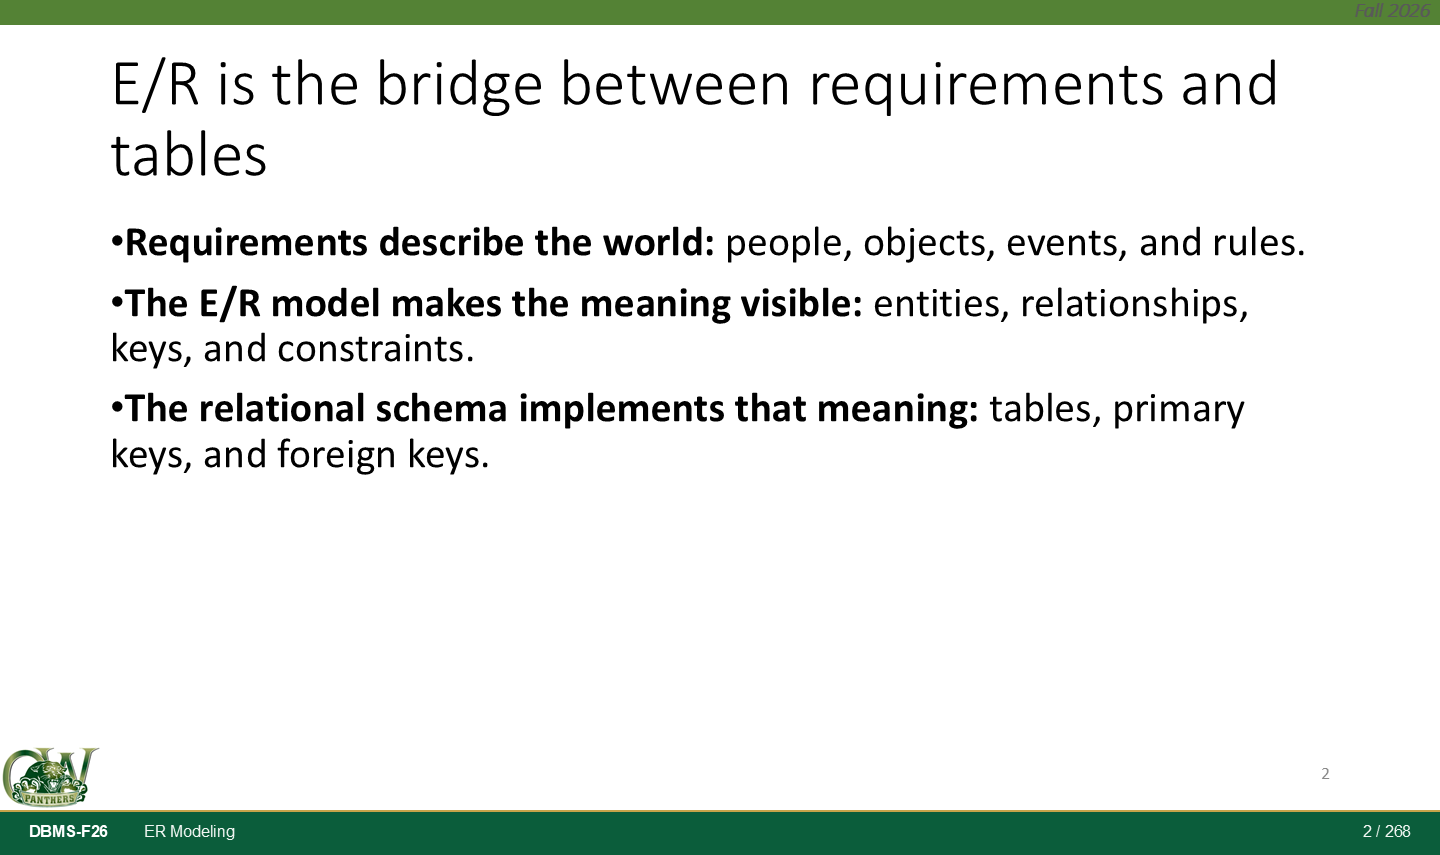 Fall 2026
E/R is the bridge between requirements and
tables
•Requirements describe the world: people, objects, events, and rules.
•The E/R model makes the meaning visible: entities, relationships,
keys, and constraints.
•The relational schema implements that meaning: tables, primary
keys, and foreign keys.
OW
PANTHERS
2
DBMS-F26 ER Modeling 2 / 268